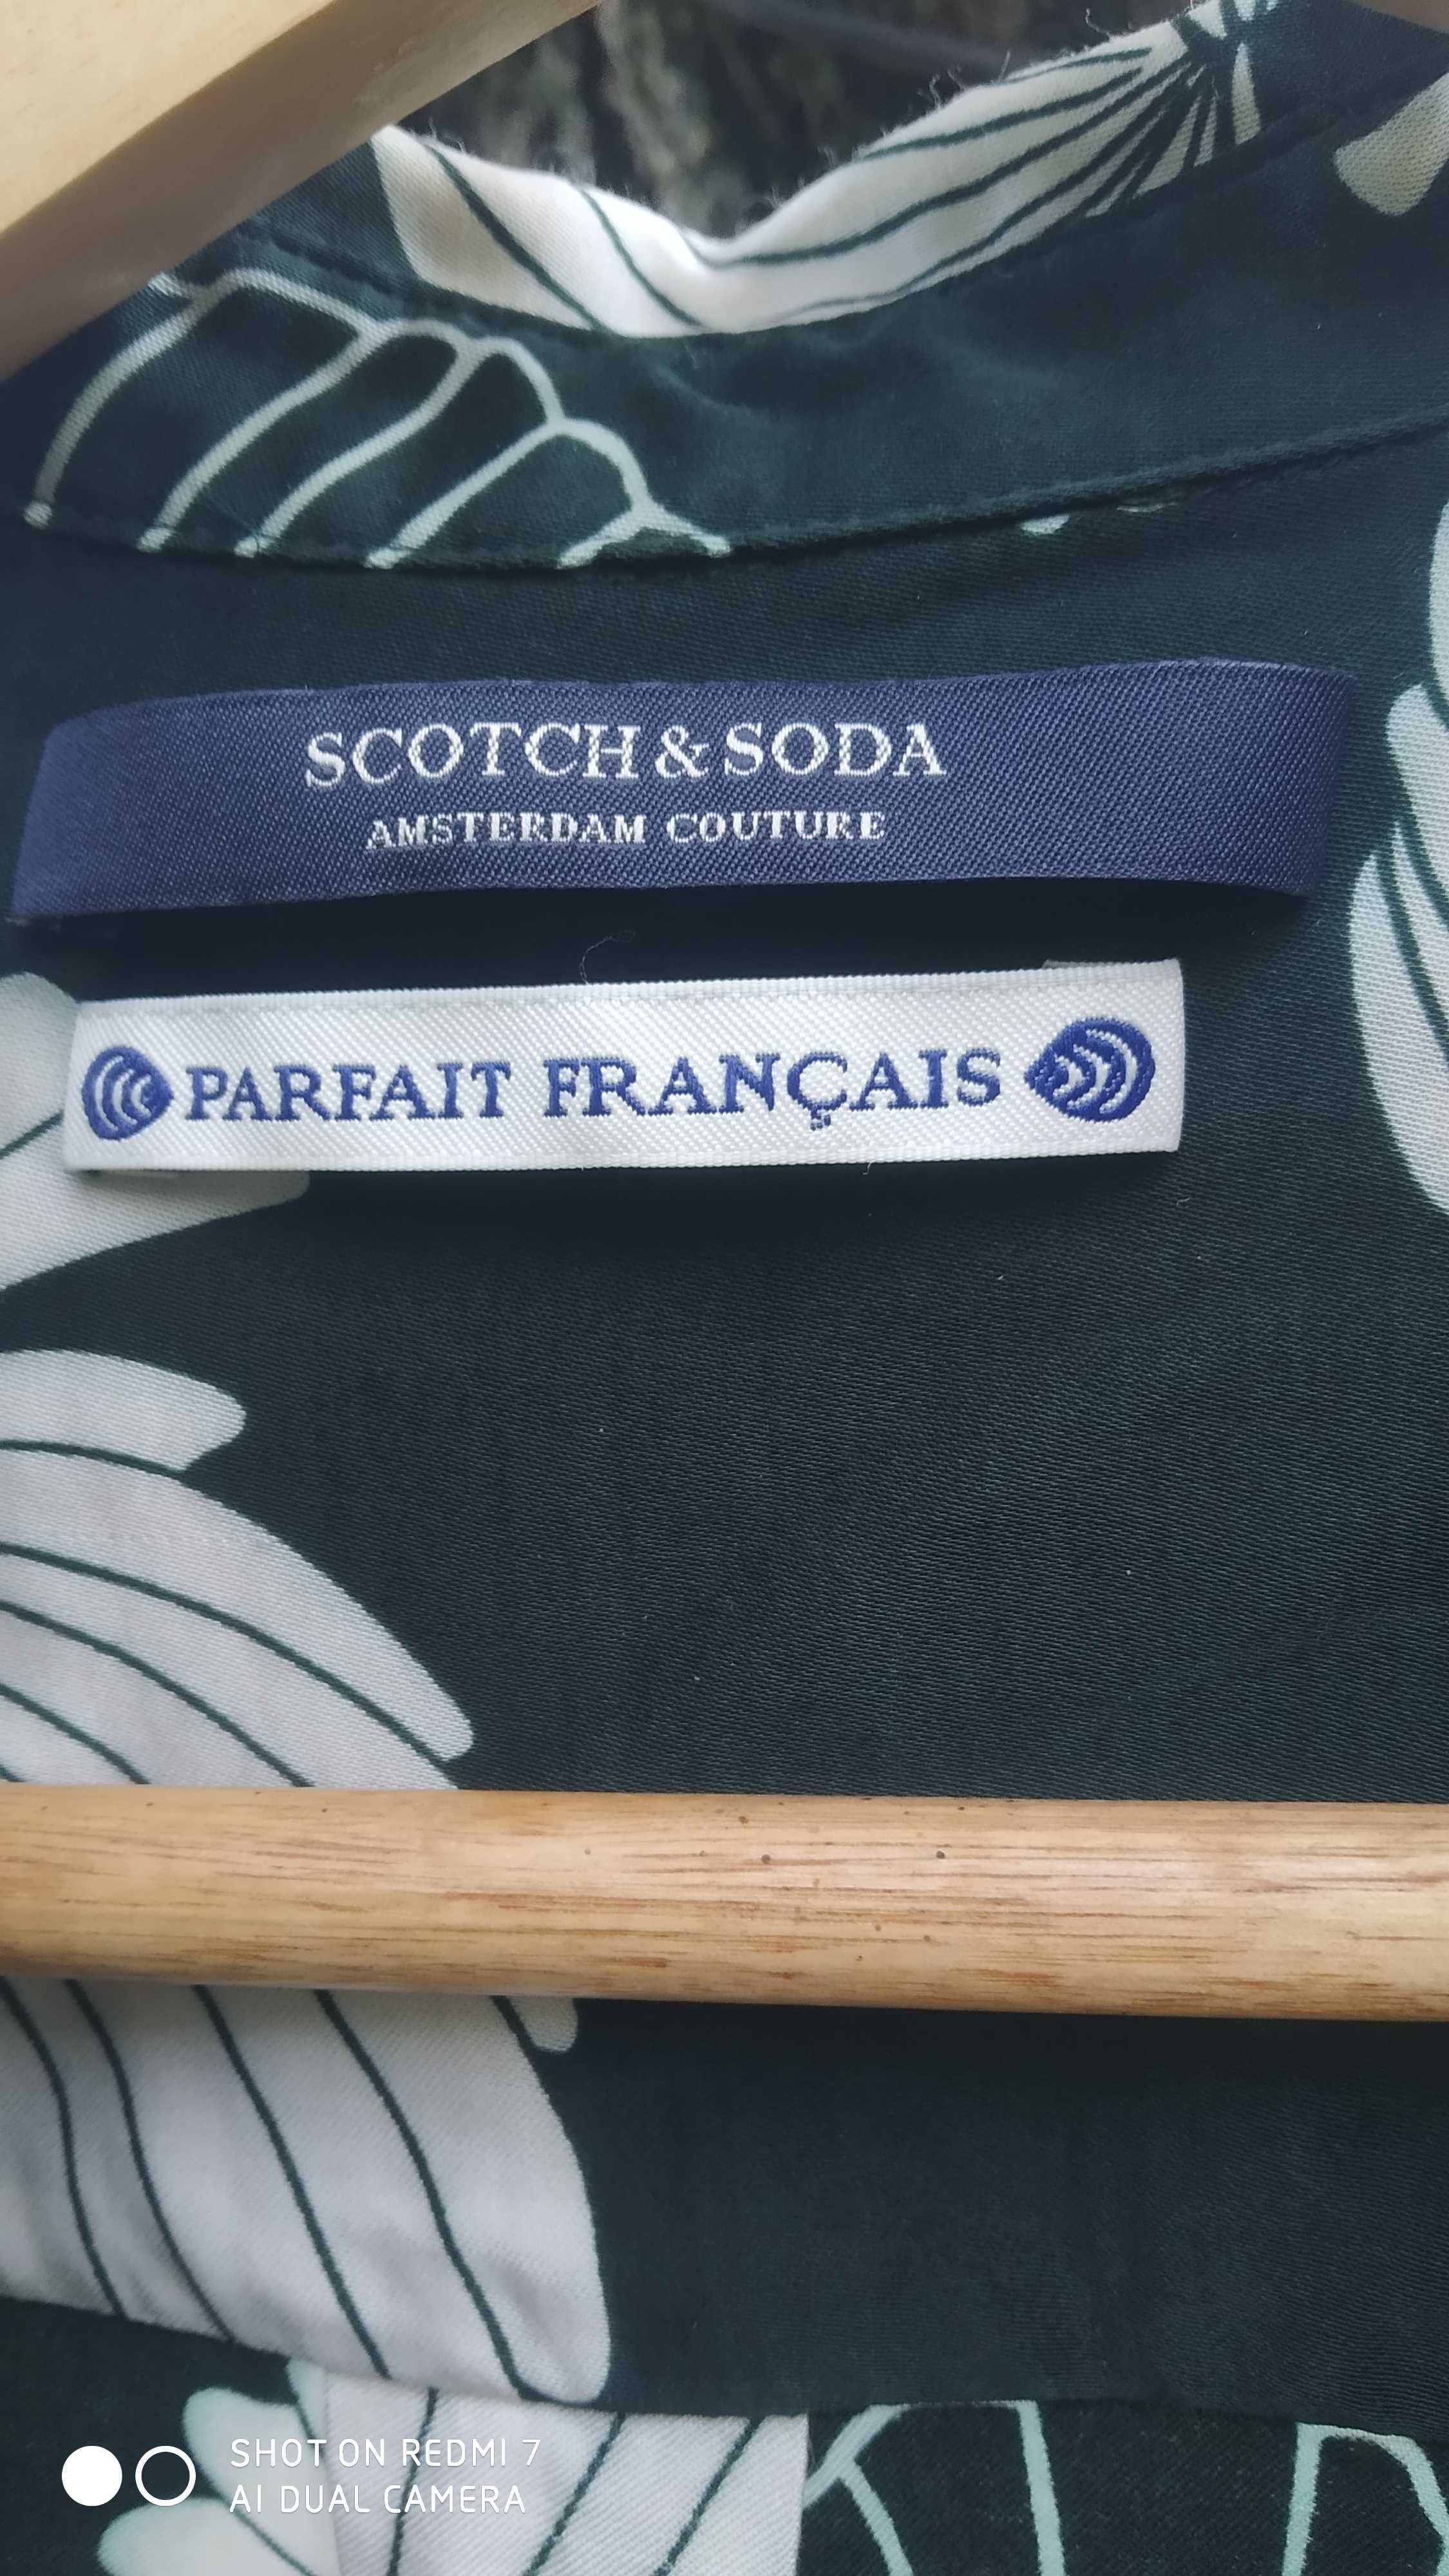 SCOTCH & SODA
AMSTERDAM COUTURE
PARFAIT FRANÇAIS
SHOT ON REDMI 7
AI DUAL CAMERA